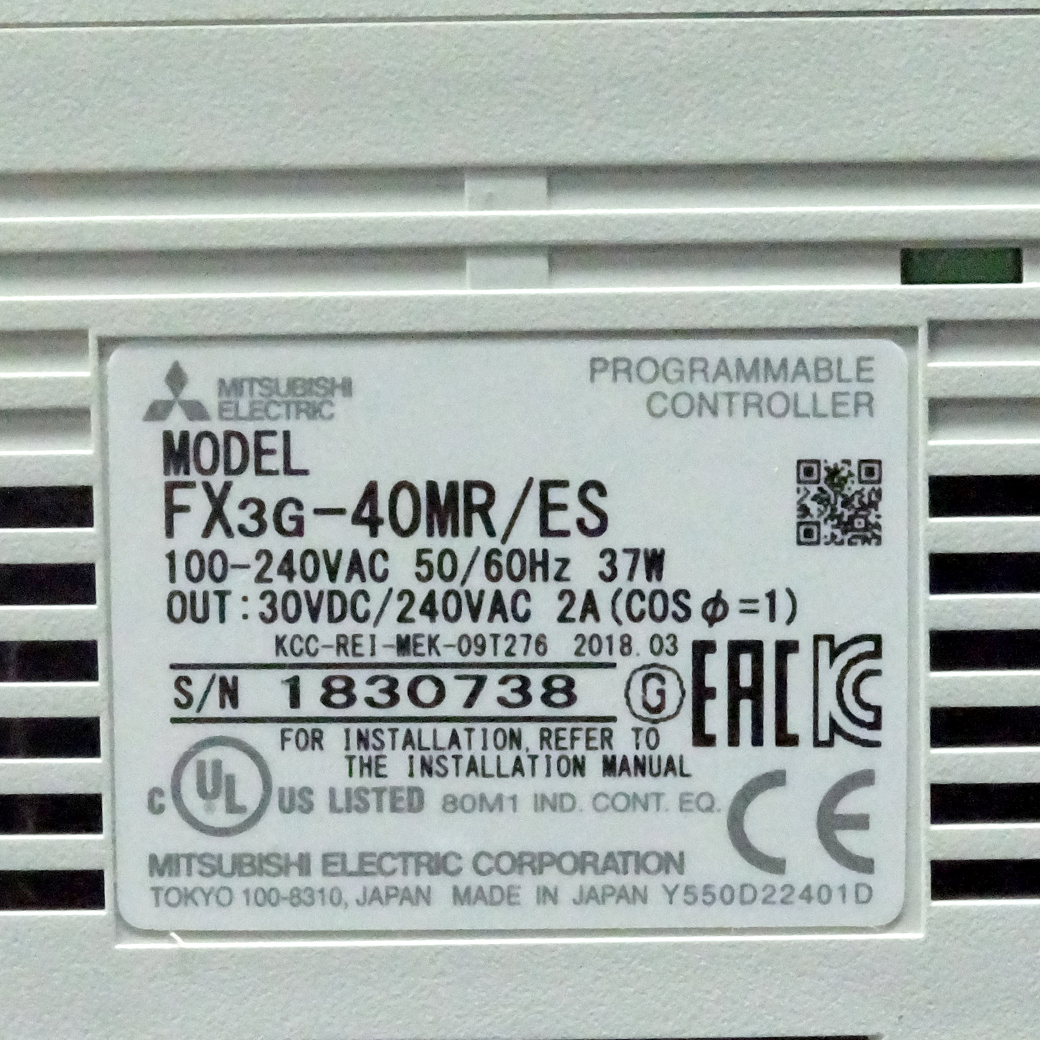 MITSUBISHI
ELECTRIC
PROGRAMMABLE
CONTROLLER
MODEL
FX3G-40MR/ES
100-240VAC 50/60Hz 37W
OUT:30VDC/240VAC 2A(COSφ=1)
KCC-REI-MEK-09T276 2018.03
S/N 1830738 G EAC KC
FOR INSTALLATION, REFER TO
THE INSTALLATION MANUAL
C UL US LISTED 80M1 IND. CONT. EQ. CE
MITSUBISHI ELECTRIC CORPORATION
TOKYO 100-8310, JAPAN MADE IN JAPAN Y550D22401D